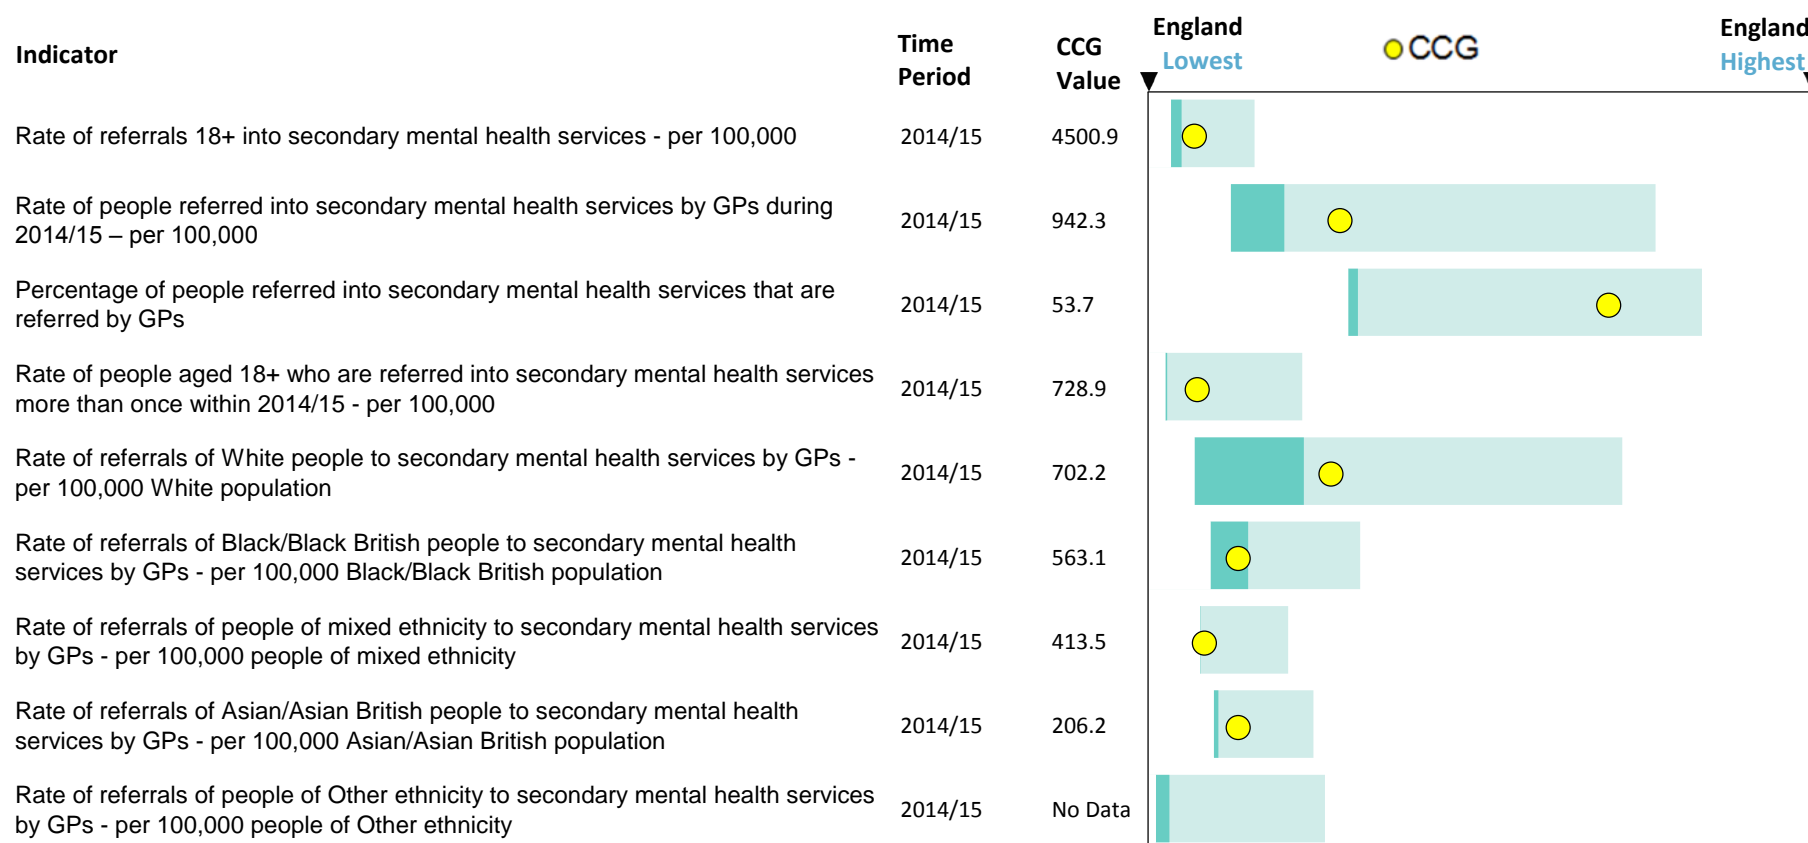 Indicator
Time
Period
CCG
Value
England
Lowest
CCG
England
Highest
Rate of referrals 18+ into secondary mental health services - per 100,000
2014/15
4500.9
Rate of people referred into secondary mental health services by GPs during
2014/15 – per 100,000
2014/15
942.3
Percentage of people referred into secondary mental health services that are
referred by GPs
2014/15
53.7
Rate of people aged 18+ who are referred into secondary mental health services
more than once within 2014/15 - per 100,000
2014/15
728.9
Rate of referrals of White people to secondary mental health services by GPs -
per 100,000 White population
2014/15
702.2
Rate of referrals of Black/Black British people to secondary mental health
services by GPs - per 100,000 Black/Black British population
2014/15
563.1
Rate of referrals of people of mixed ethnicity to secondary mental health services
by GPs - per 100,000 people of mixed ethnicity
2014/15
413.5
Rate of referrals of Asian/Asian British people to secondary mental health
services by GPs - per 100,000 Asian/Asian British population
2014/15
206.2
Rate of referrals of people of Other ethnicity to secondary mental health services
by GPs - per 100,000 people of Other ethnicity
2014/15
No Data